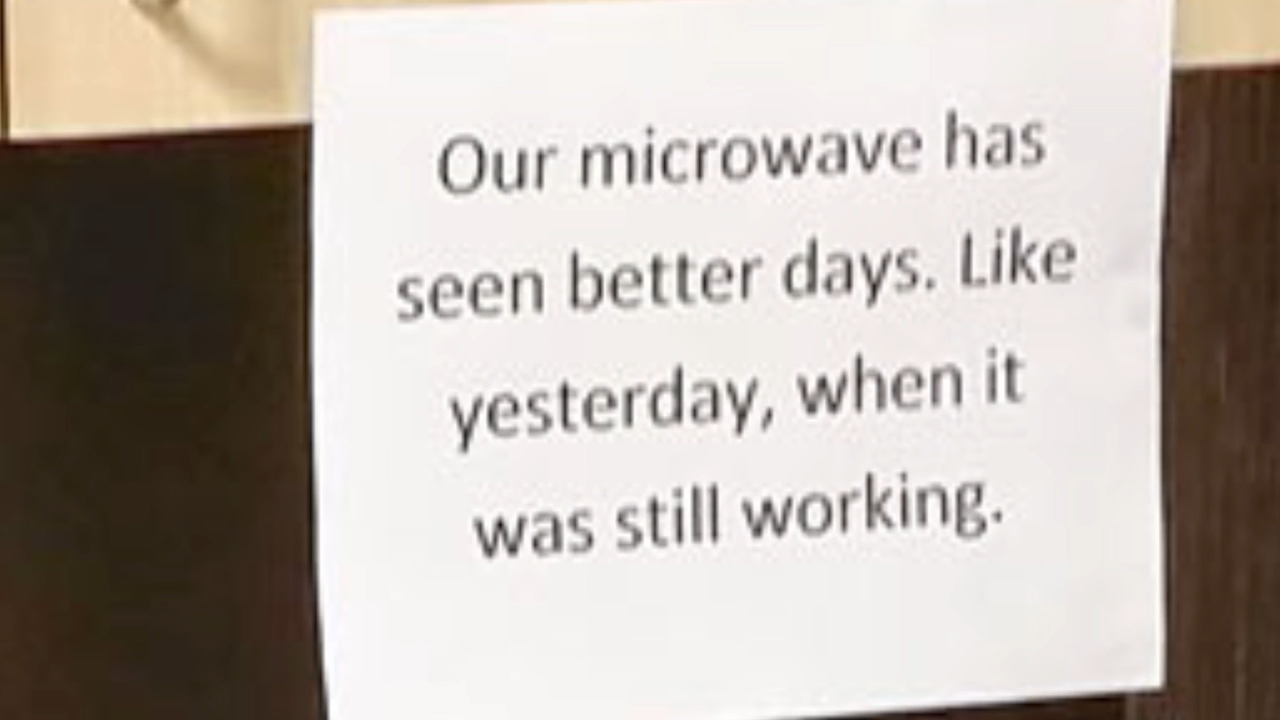 Our microwave has
seen better days. Like
yesterday, when it
was still working.